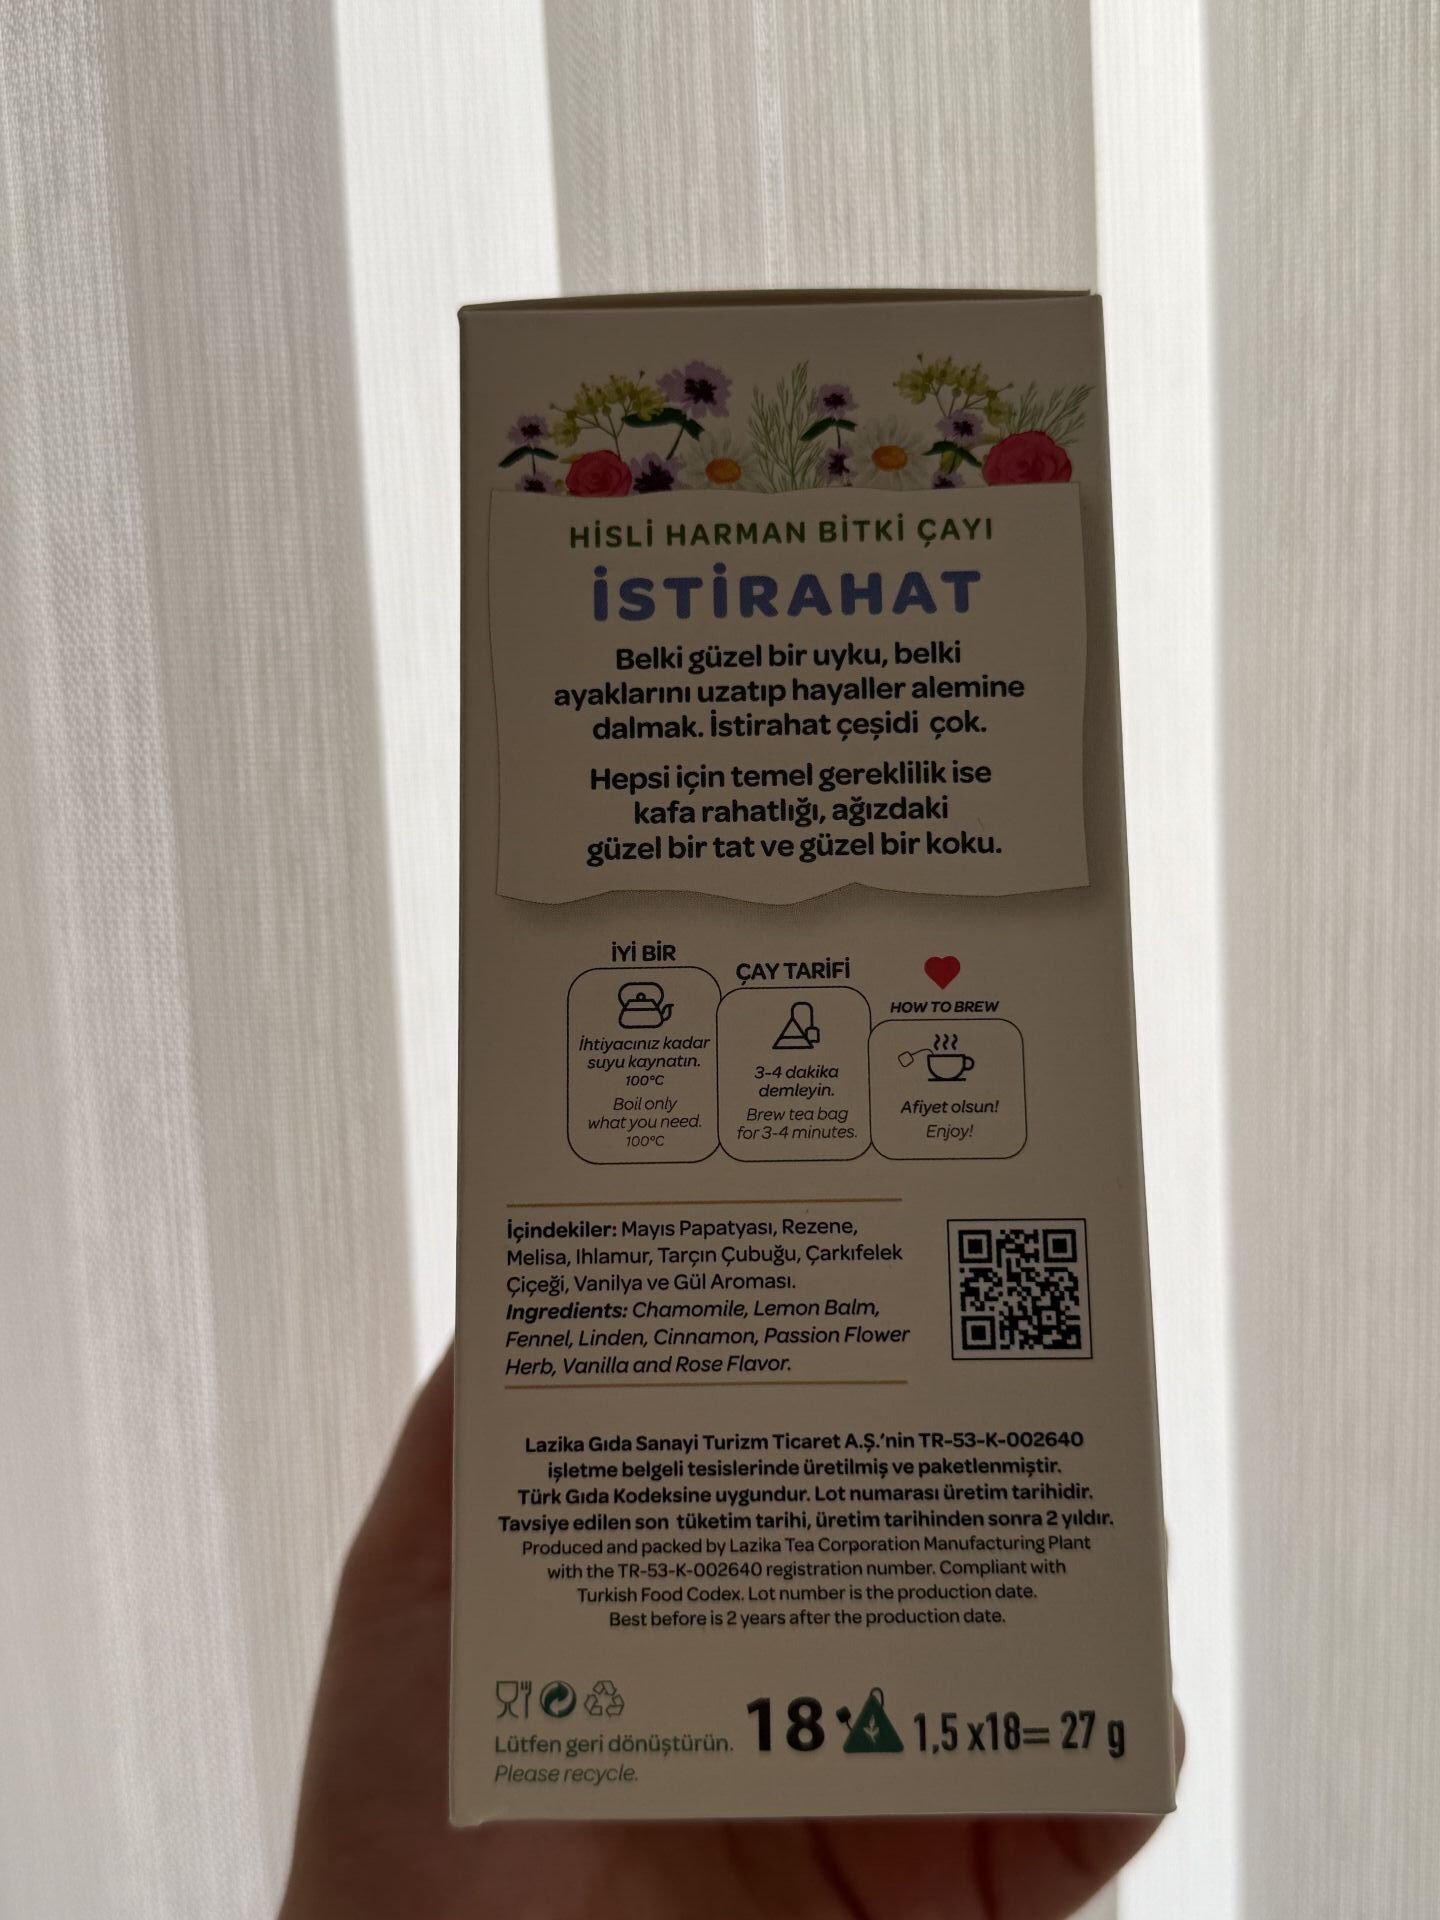 HİSLİ HARMAN BİTKİ ÇAYI
İSTİRAHAT
Belki güzel bir uyku, belki
ayaklarını uzatıp hayaller alemine
dalmak. İstirahat çeşidi çok.
Hepsi için temel gereklilik ise
kafa rahatlığı, ağızdaki
güzel bir tat ve güzel bir koku.
İYİ BİR
ÇAY TARİFİ
HOW TO BREW
İhtiyacınız kadar
suyu kaynatın.
100°C
Boil only
what you need.
100°C
3-4 dakika
demleyin.
Brew tea bag
for 3-4 minutes.
Afiyet olsun!
Enjoy!
İçindekiler: Mayıs Papatyası, Rezene,
Melisa, Ihlamur, Tarçın Çubuğu, Çarkıfelek
Çiçeği, Vanilya ve Gül Aroması.
Ingredients: Chamomile, Lemon Balm,
Fennel, Linden, Cinnamon, Passion Flower
Herb, Vanilla and Rose Flavor.
Lazika Gıda Sanayi Turizm Ticaret A.Ş.'nin TR-53-K-002640
işletme belgeli tesislerinde üretilmiş ve paketlenmiştir.
Türk Gıda Kodeksine uygundur. Lot numarası üretim tarihidir.
Tavsiye edilen son tüketim tarihi, üretim tarihinden sonra 2 yıldır.
Produced and packed by Lazika Tea Corporation Manufacturing Plant
with the TR-53-K-002640 registration number. Compliant with
Turkish Food Codex. Lot number is the production date.
Best before is 2 years after the production date.
Lütfen geri dönüştürün.
Please recycle.
18 1,5 x18= 27 g